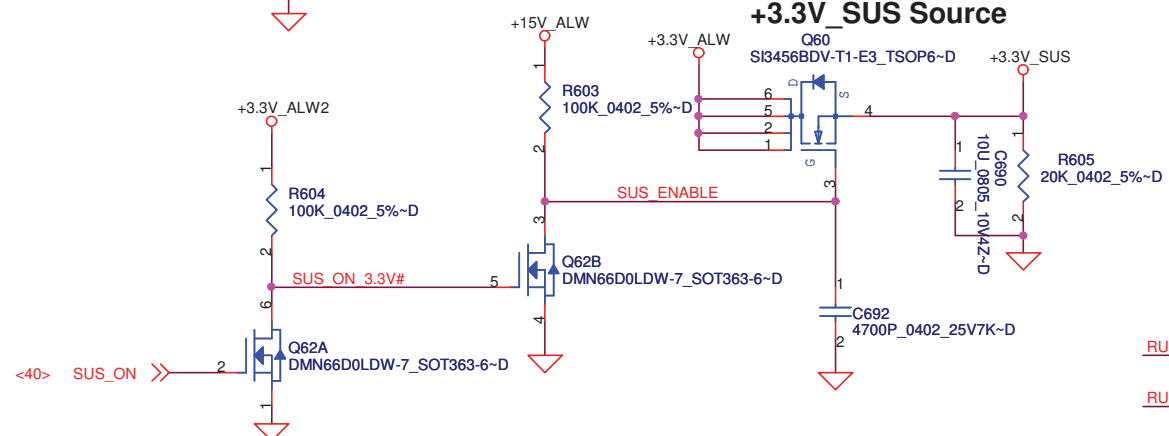 +3.3V_SUS Source
+15V_ALW
+3.3V_ALW
Q60
SI3456BDV-T1-E3_TSOP6~D
+3.3V_SUS
1
R603
100K_0402_5%~D
2
D
S
6
5
2
1
4
G
3
+3.3V_ALW2
1
R604
100K_0402_5%~D
2
1
C690
10U_0805_10V4Z~D
2
1
R605
20K_0402_5%~D
2
SUS_ENABLE
3
Q62B
DMN66D0LDW-7_SOT363-6~D
5
4
SUS_ON_3.3V#
6
Q62A
DMN66D0LDW-7_SOT363-6~D
2
1
<40> SUS_ON
1
C692
4700P_0402_25V7K~D
2
RU
RU